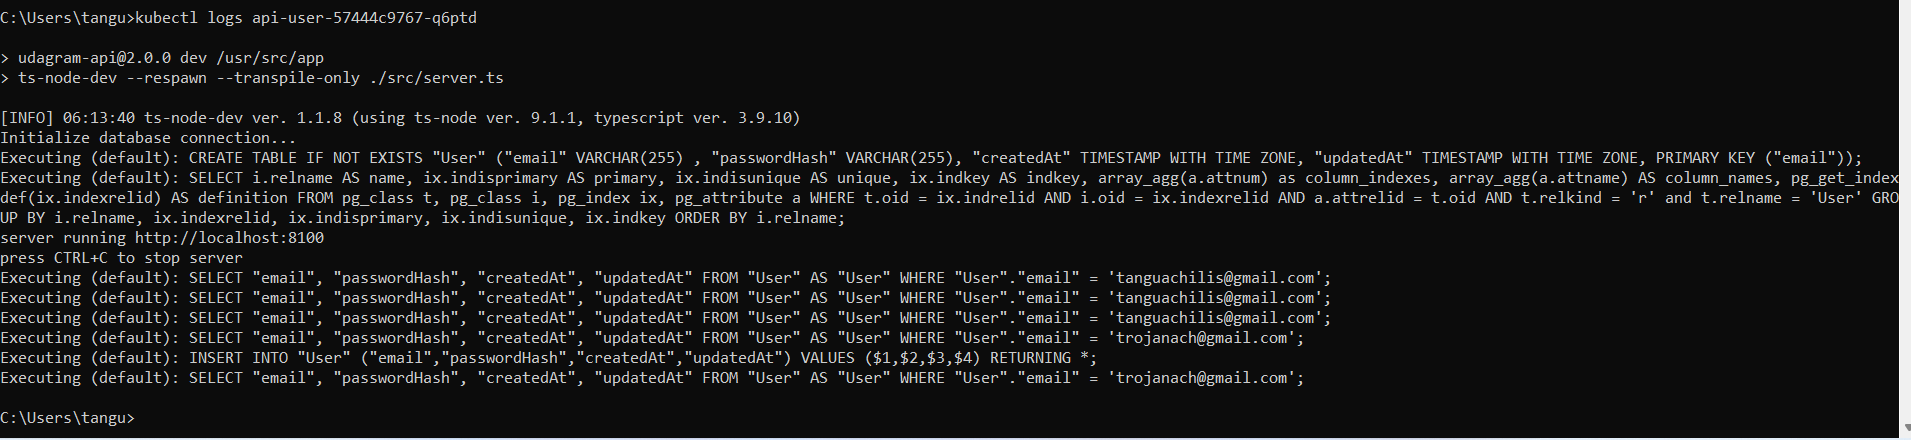 C:\Users\tangu>kubectl logs api-user-57444c9767-q6ptd
> udagram-api@2.0.0 dev /usr/src/app
> ts-node-dev --respawn --transpile-only ./src/server.ts
[INFO] 06:13:40 ts-node-dev ver. 1.1.8 (using ts-node ver. 9.1.1, typescript ver. 3.9.10)
Initialize database connection...
Executing (default): CREATE TABLE IF NOT EXISTS "User" ("email" VARCHAR(255) , "passwordHash" VARCHAR(255), "createdAt" TIMESTAMP WITH TIME ZONE, "updatedAt" TIMESTAMP WITH TIME ZONE, PRIMARY KEY ("email"));
Executing (default): SELECT i.relname AS name, ix.indisprimary AS primary, ix.indisunique AS unique, ix.indkey AS indkey, array_agg(a.attnum) as column_indexes, array_agg(a.attname) AS column_names, pg_get_index
def(ix.indexrelid) AS definition FROM pg_class t, pg_class i, pg_index ix, pg_attribute a WHERE t.oid = ix.indrelid AND i.oid = ix.indexrelid AND a.attrelid = t.oid AND t.relkind = 'r' and t.relname = 'User' GRO
UP BY i.relname, ix.indexrelid, ix.indisprimary, ix.indisunique, ix.indkey ORDER BY i.relname;
server running http://localhost:8100
press CTRL+C to stop server
Executing (default): SELECT "email", "passwordHash", "createdAt", "updatedAt" FROM "User" AS "User" WHERE "User"."email" = 'tanguachilis@gmail.com';
Executing (default): SELECT "email", "passwordHash", "createdAt", "updatedAt" FROM "User" AS "User" WHERE "User"."email" = 'tanguachilis@gmail.com';
Executing (default): SELECT "email", "passwordHash", "createdAt", "updatedAt" FROM "User" AS "User" WHERE "User"."email" = 'tanguachilis@gmail.com';
Executing (default): SELECT "email", "passwordHash", "createdAt", "updatedAt" FROM "User" AS "User" WHERE "User"."email" = 'trojanach@gmail.com';
Executing (default): INSERT INTO "User" ("email","passwordHash","createdAt","updatedAt") VALUES ($1,$2,$3,$4) RETURNING *;
Executing (default): SELECT "email", "passwordHash", "createdAt", "updatedAt" FROM "User" AS "User" WHERE "User"."email" = 'trojanach@gmail.com';
C:\Users\tangu>